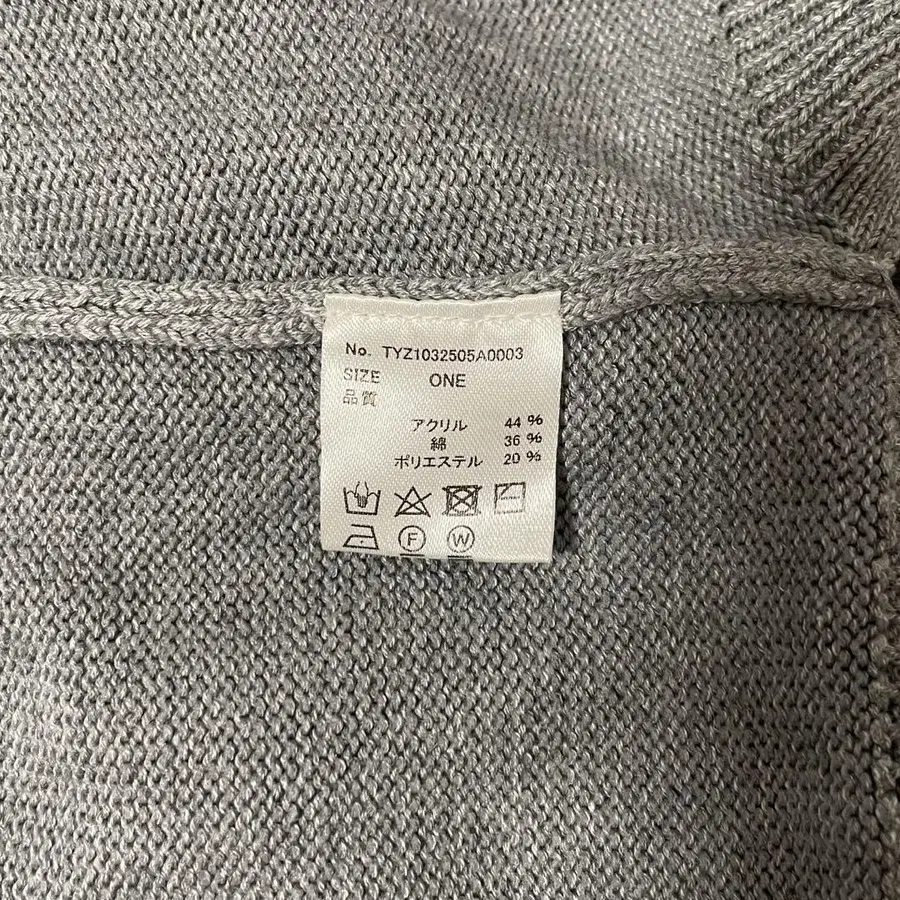 No. TYZ1032505A0003
SIZE ONE
品質
アクリル 44 %
綿 36 %
ポリエステル 20 %
F W